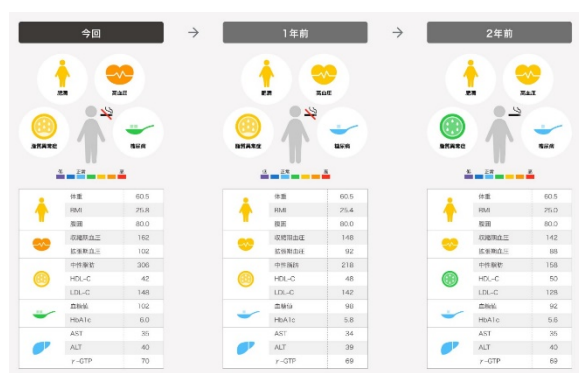 今回
肥満
高血圧
脂質異常症
糖尿病
低
正常
高
体重 60.5
BMI 25.8
腹囲 80.0
収縮期血圧 162
拡張期血圧 102
中性脂肪 306
HDL-C 42
LDL-C 148
血糖値 102
HbA1c 6.0
AST 35
ALT 40
γ-GTP 70
→
1年前
肥満
高血圧
脂質異常症
糖尿病
低
正常
高
体重 60.5
BMI 25.4
腹囲 80.0
収縮期血圧 148
拡張期血圧 92
中性脂肪 218
HDL-C 48
LDL-C 142
血糖値 98
HbA1c 5.8
AST 34
ALT 39
γ-GTP 69
→
2年前
肥満
高血圧
脂質異常症
糖尿病
低
正常
高
体重 60.5
BMI 25.0
腹囲 80.0
収縮期血圧 142
拡張期血圧 88
中性脂肪 158
HDL-C 50
LDL-C 128
血糖値 92
HbA1c 5.6
AST 35
ALT 40
γ-GTP 69